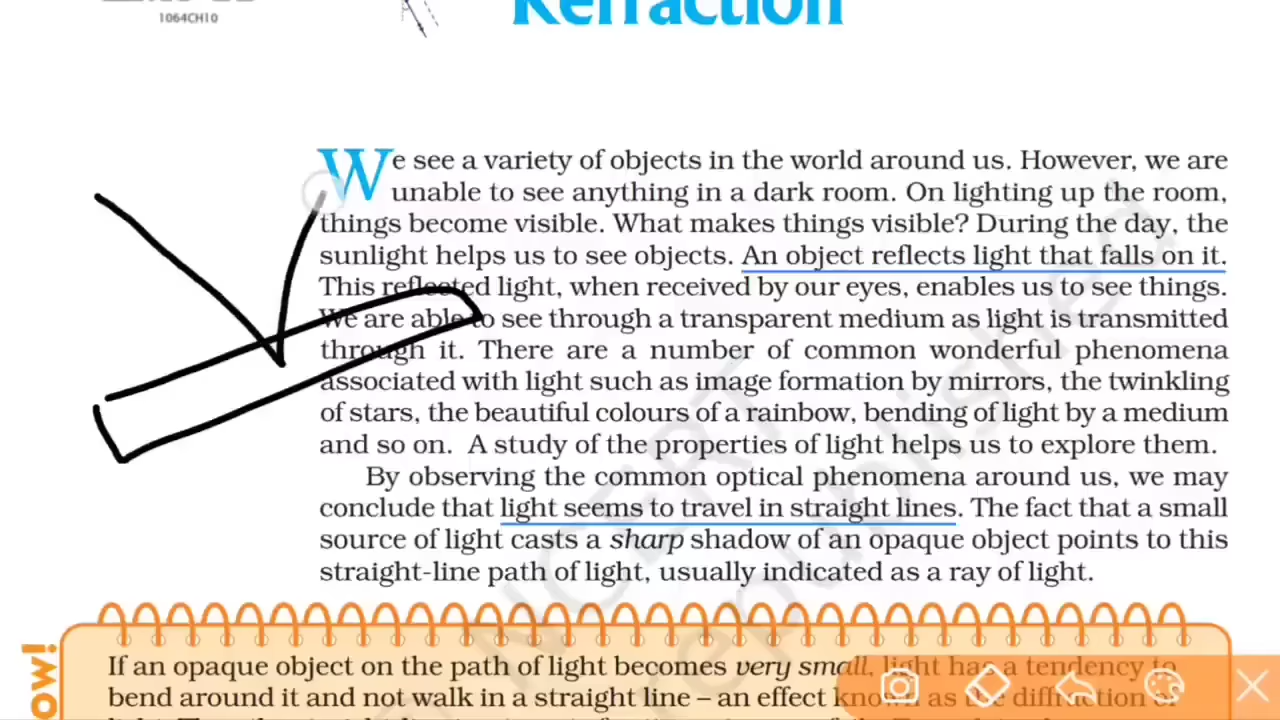 1064CH10
Refraction
We see a variety of objects in the world around us. However, we are
unable to see anything in a dark room. On lighting up the room,
things become visible. What makes things visible? During the day, the
sunlight helps us to see objects. An object reflects light that falls on it.
This reflected light, when received by our eyes, enables us to see things.
We are able to see through a transparent medium as light is transmitted
through it. There are a number of common wonderful phenomena
associated with light such as image formation by mirrors, the twinkling
of stars, the beautiful colours of a rainbow, bending of light by a medium
and so on. A study of the properties of light helps us to explore them.
By observing the common optical phenomena around us, we may
conclude that light seems to travel in straight lines. The fact that a small
source of light casts a sharp shadow of an opaque object points to this
straight-line path of light, usually indicated as a ray of light.
ow!
If an opaque object on the path of light becomes very small, light has a tendency to
bend around it and not walk in a straight line – an effect known as the diffraction of
NCERT
republished